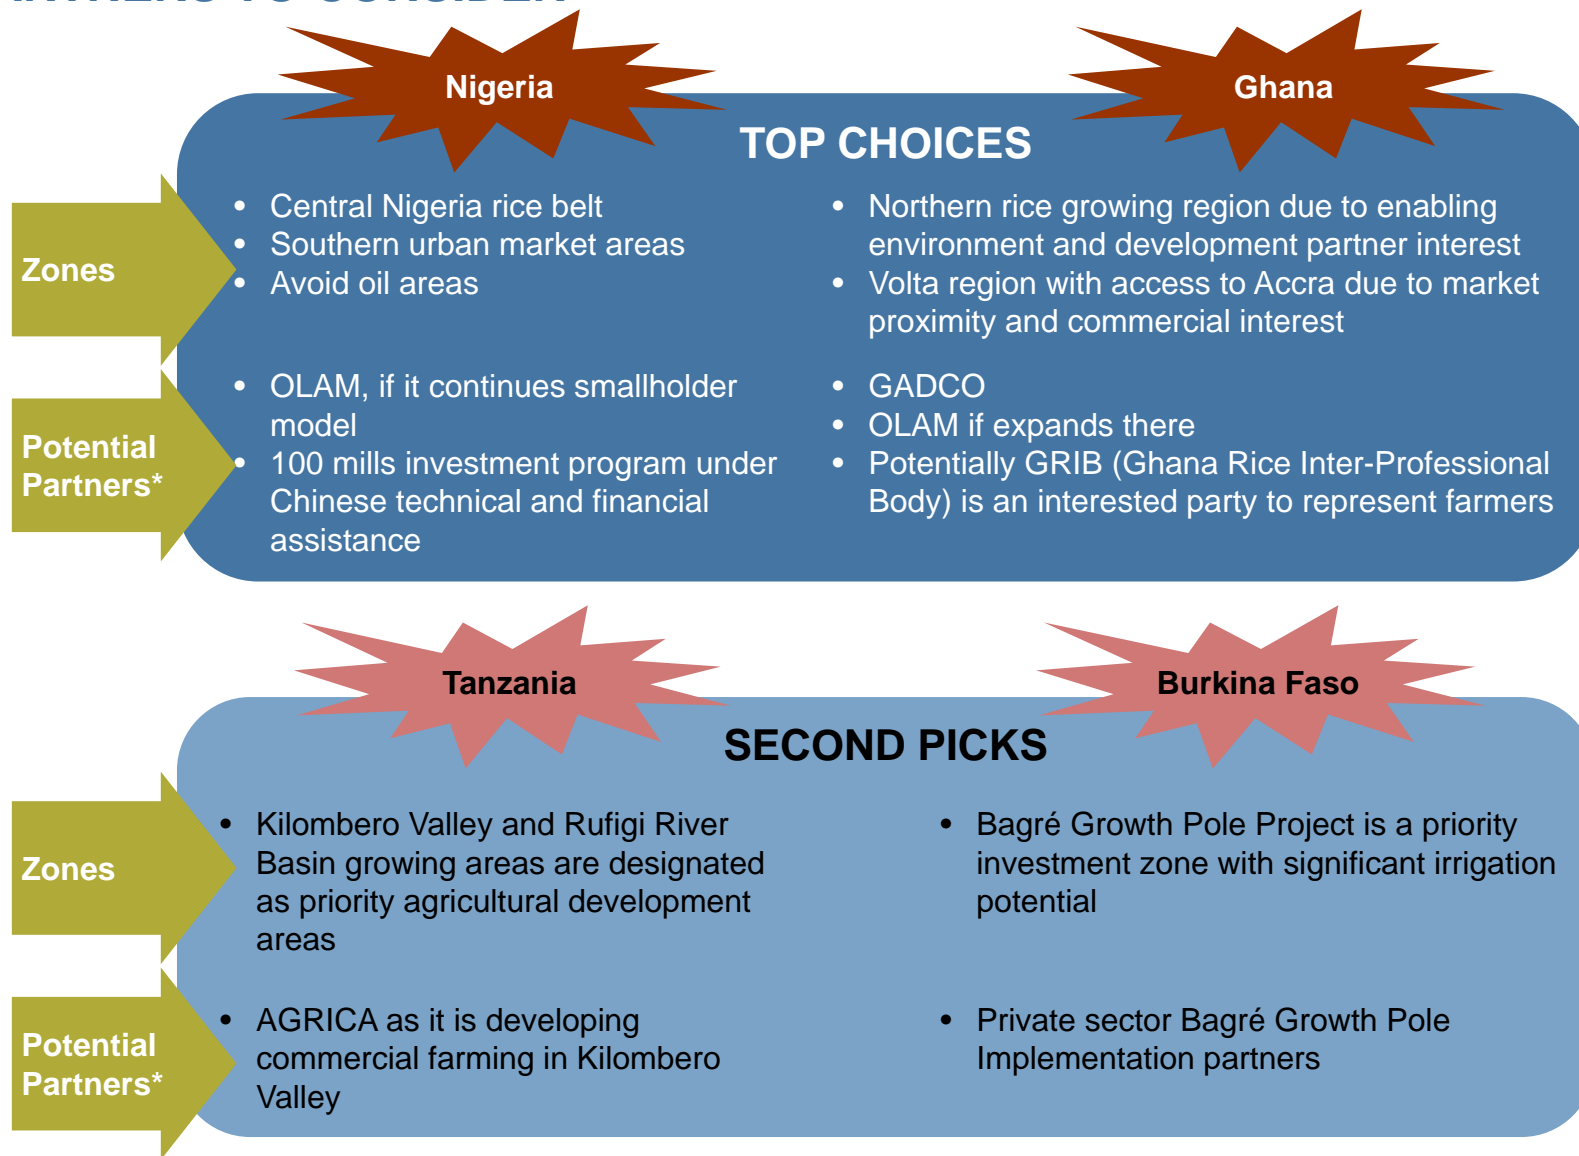 TO CONSIDER
Nigeria
Ghana
TOP CHOICES
Zones
• Central Nigeria rice belt
• Southern urban market areas
• Avoid oil areas
• Northern rice growing region due to enabling
environment and development partner interest
• Volta region with access to Accra due to market
proximity and commercial interest
Potential
Partners*
• OLAM, if it continues smallholder
model
• 100 mills investment program under
Chinese technical and financial
assistance
• GADCO
• OLAM if expands there
• Potentially GRIB (Ghana Rice Inter-Professional
Body) is an interested party to represent farmers
Tanzania
Burkina Faso
SECOND PICKS
Zones
• Kilombero Valley and Rufigi River
Basin growing areas are designated
as priority agricultural development
areas
• Bagré Growth Pole Project is a priority
investment zone with significant irrigation
potential
Potential
Partners*
• AGRICA as it is developing
commercial farming in Kilombero
Valley
• Private sector Bagré Growth Pole
Implementation partners